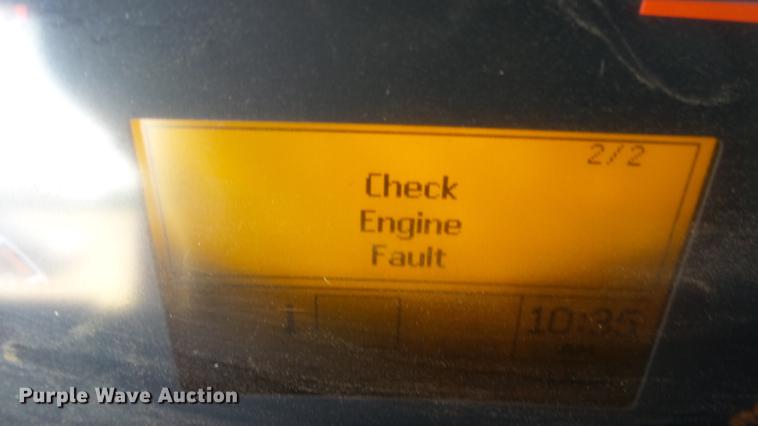 2/2
Check
Engine
Fault
i 10:35
Purple Wave Auction